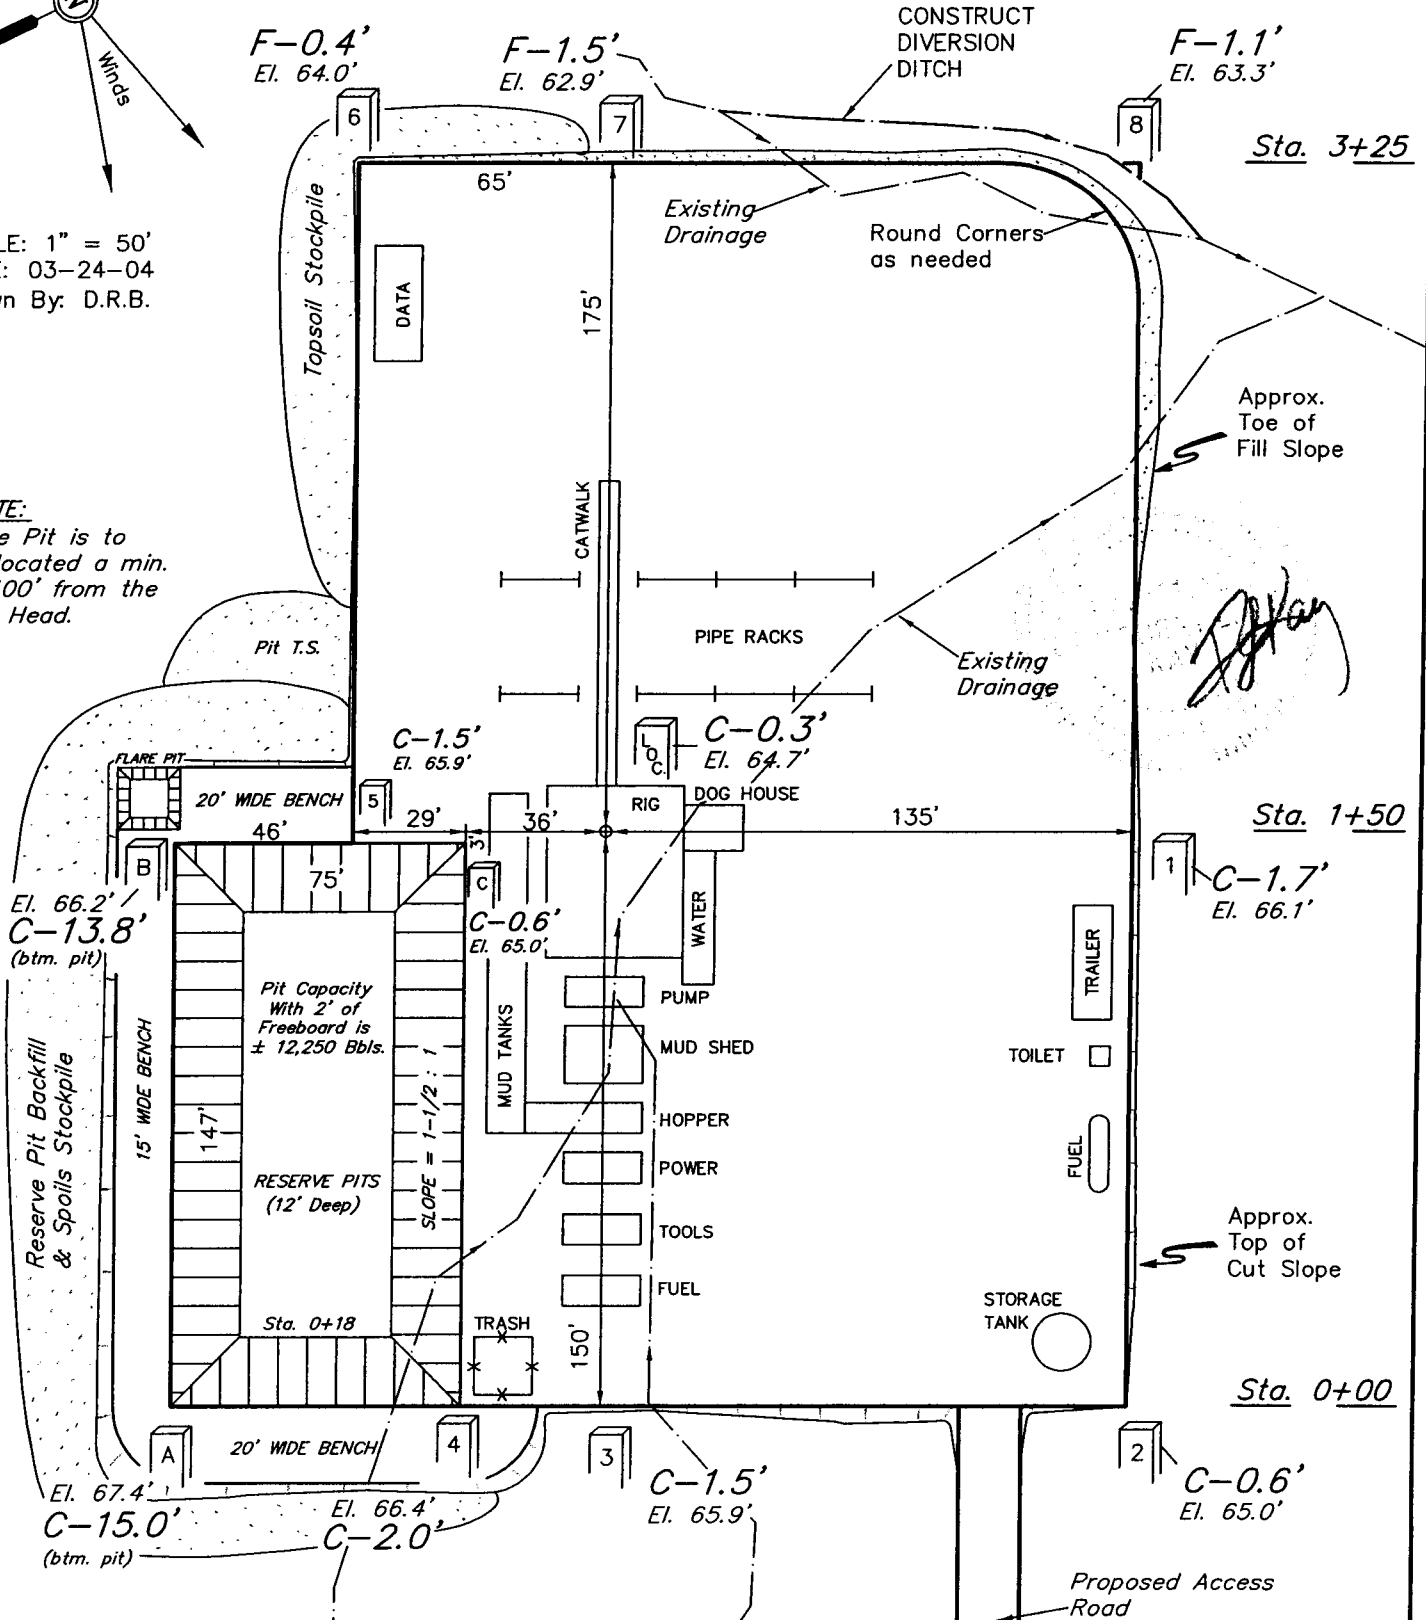 CONSTRUCT
DIVERSION
DITCH
F-0.4'
El. 64.0'
F-1.5'
El. 62.9'
F-1.1'
El. 63.3'
Winds
6
7
8
Sta. 3+25
65'
Existing
Drainage
Round Corners
as needed
LE: 1" = 50'
E: 03-24-04
n By: D.R.B.
Topsoil Stockpile
DATA
175'
Approx.
Toe of
Fill Slope
TE:
e Pit is to
located a min.
00' from the
Head.
CATWALK
PIPE RACKS
Pit T.S.
Existing
Drainage
C-1.5'
El. 65.9'
LOC.
C-0.3'
El. 64.7'
FLARE PIT
20' WIDE BENCH
5
RIG
DOG HOUSE
46'
29'
36'
135'
Sta. 1+50
3'
B
75'
C
1
C-1.7'
El. 66.1'
El. 66.2'
C-13.8'
(btm. pit)
C-0.6'
El. 65.0'
WATER
TRAILER
Pit Capacity
With 2' of
Freeboard is
± 12,250 Bbls.
PUMP
MUD SHED
MUD TANKS
TOILET
HOPPER
15' WIDE BENCH
147'
SLOPE = 1-1/2 : 1
Reserve Pit Backfill
& Spoils Stockpile
RESERVE PITS
(12' Deep)
POWER
FUEL
TOOLS
FUEL
Approx.
Top of
Cut Slope
Sta. 0+18
TRASH
150'
STORAGE
TANK
Sta. 0+00
A
20' WIDE BENCH
4
3
2
El. 67.4'
C-15.0'
(btm. pit)
El. 66.4'
C-2.0'
C-1.5'
El. 65.9'
C-0.6'
El. 65.0'
Proposed Access
Road